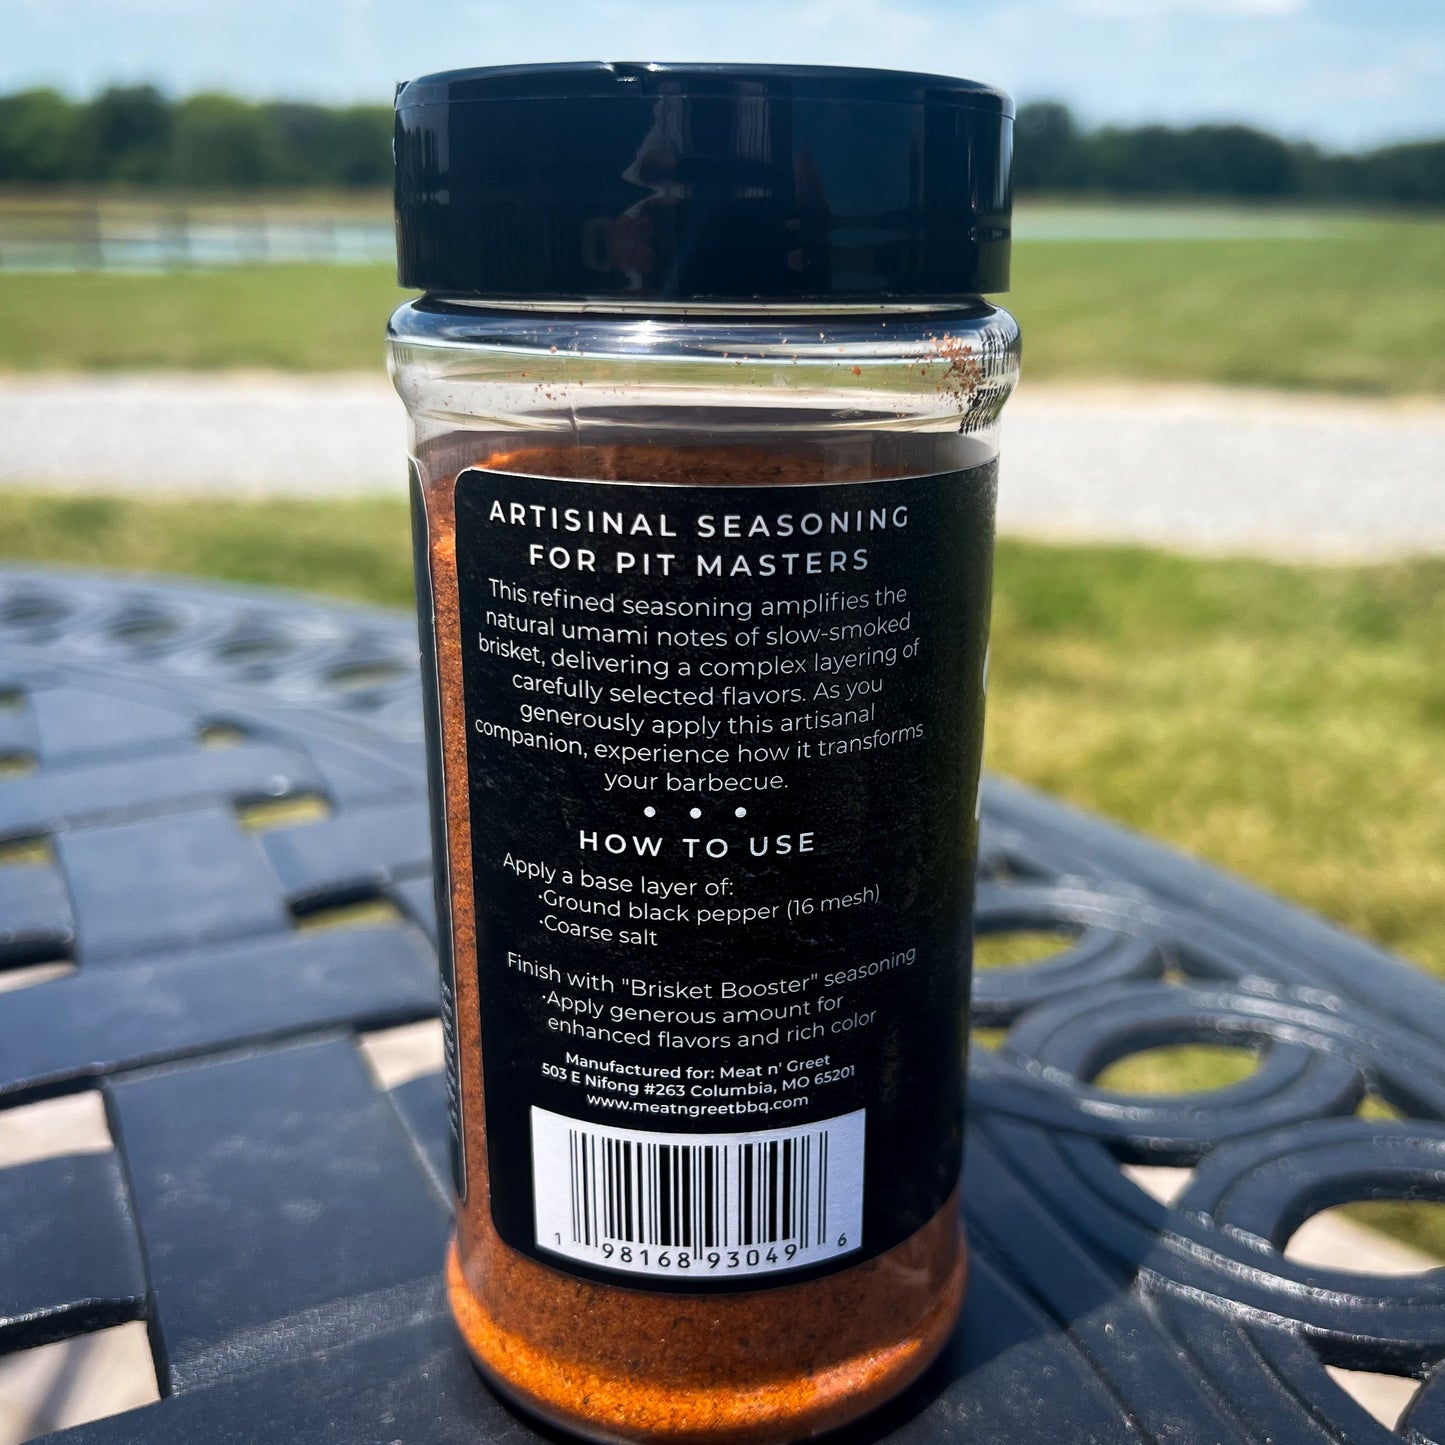 ARTISINAL SEASONING
FOR PIT MASTERS
This refined seasoning amplifies the
natural umami notes of slow-smoked
brisket, delivering a complex layering of
carefully selected flavors. As you
generously apply this artisanal
companion, experience how it transforms
your barbecue.
• • •
HOW TO USE
Apply a base layer of:
·Ground black pepper (16 mesh)
·Coarse salt
Finish with "Brisket Booster" seasoning
·Apply generous amount for
enhanced flavors and rich color
Manufactured for: Meat n' Greet
503 E Nifong #263 Columbia, MO 65201
www.meatngreetbbq.com
1 98168 93049 6